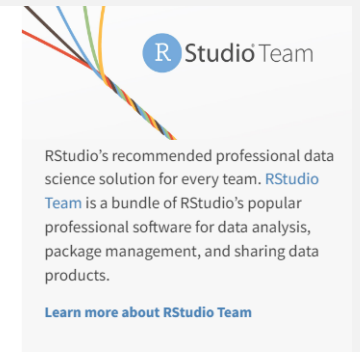 R Studio® Team
RStudio's recommended professional data
science solution for every team. RStudio
Team is a bundle of RStudio's popular
professional software for data analysis,
package management, and sharing data
products.
Learn more about RStudio Team